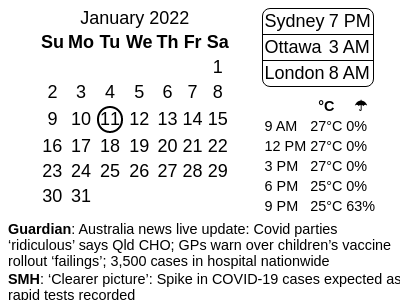 January 2022
Su Mo Tu We Th Fr Sa
1
2 3 4 5 6 7 8
9 10 11 12 13 14 15
16 17 18 19 20 21 22
23 24 25 26 27 28 29
30 31
Sydney 7 PM
Ottawa 3 AM
London 8 AM
°C ☂
9 AM 27°C 0%
12 PM 27°C 0%
3 PM 27°C 0%
6 PM 25°C 0%
9 PM 25°C 63%
Guardian: Australia news live update: Covid parties
‘ridiculous’ says Qld CHO; GPs warn over children’s vaccine
rollout ‘failings’; 3,500 cases in hospital nationwide
SMH: ‘Clearer picture’: Spike in COVID-19 cases expected as
rapid tests recorded